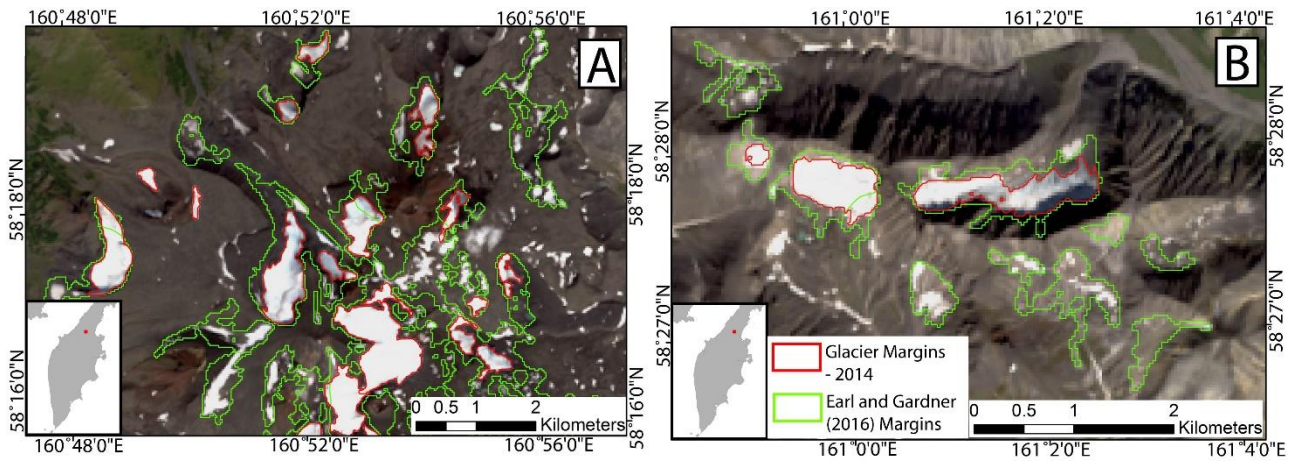 160°48'0"E 160°52'0"E 160°56'0"E
A
58°18'0"N 58°18'0"N
58°16'0"N 58°16'0"N
0 0.5 1 2
Kilometers
160°48'0"E 160°52'0"E 160°56'0"E
161°0'0"E 161°2'0"E 161°4'0"E
B
58°28'0"N 58°28'0"N
58°27'0"N 58°27'0"N
Glacier Margins
- 2014
Earl and Gardner
(2016) Margins
0 0.5 1 2
Kilometers
161°0'0"E 161°2'0"E 161°4'0"E